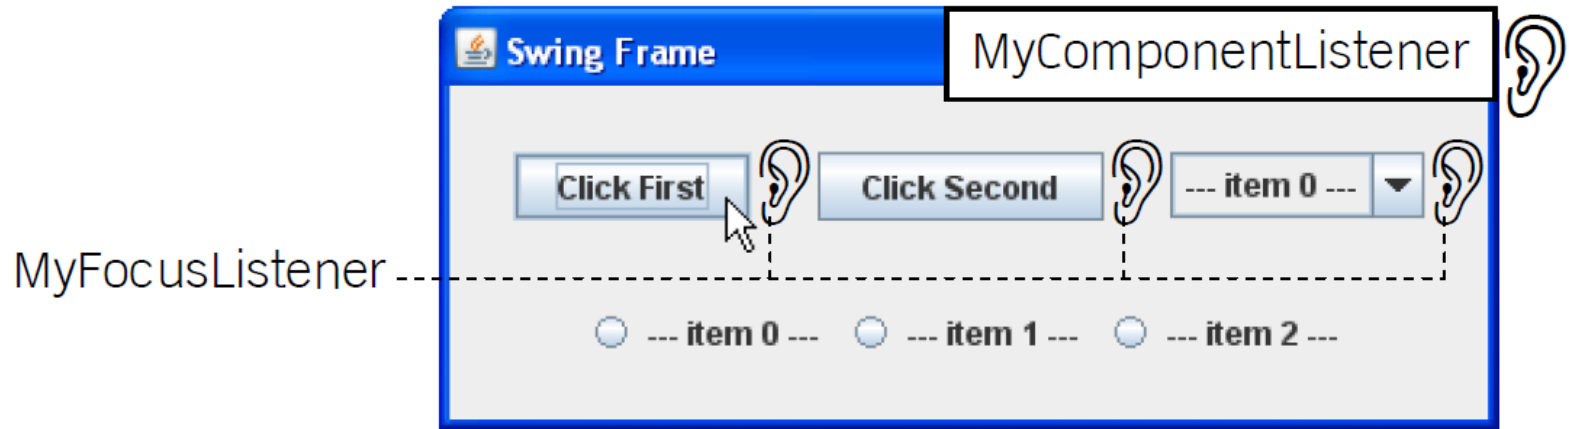 Swing Frame
MyComponentListener
Click First
Click Second
--- item 0 ---
MyFocusListener
--- item 0 ---
--- item 1 ---
--- item 2 ---